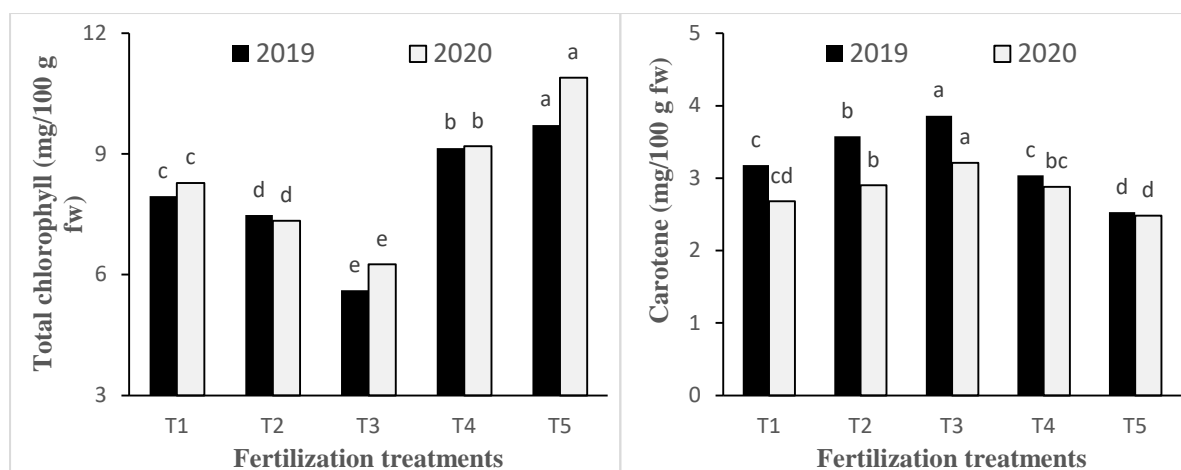 12
9
6
3
Total chlorophyll (mg/100 g
fw)
2019 2020
c c
d d
e e
b b
a a
T1 T2 T3 T4 T5
Fertilization treatments
5
4
3
2
1
0
Carotene (mg/100 g fw)
2019 2020
c cd
b b
a a
c bc
d d
T1 T2 T3 T4 T5
Fertilization treatments